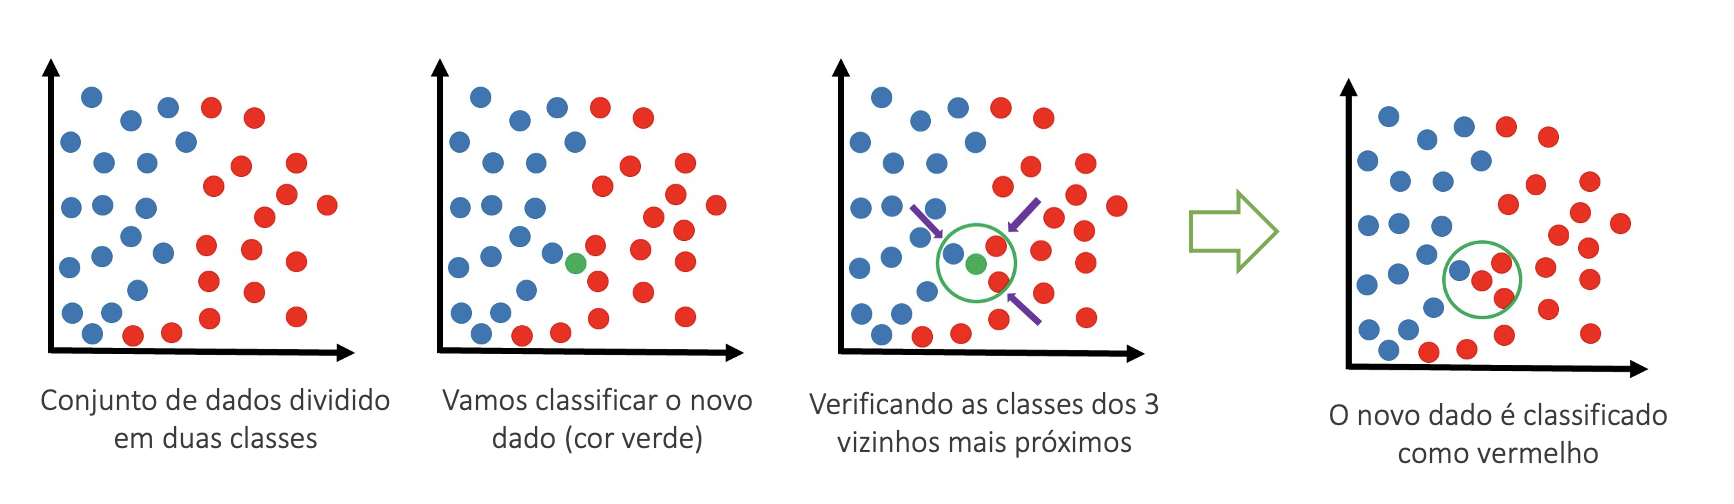 Conjunto de dados dividido
em duas classes
Vamos classificar o novo
dado (cor verde)
Verificando as classes dos 3
vizinhos mais próximos
O novo dado é classificado
como vermelho